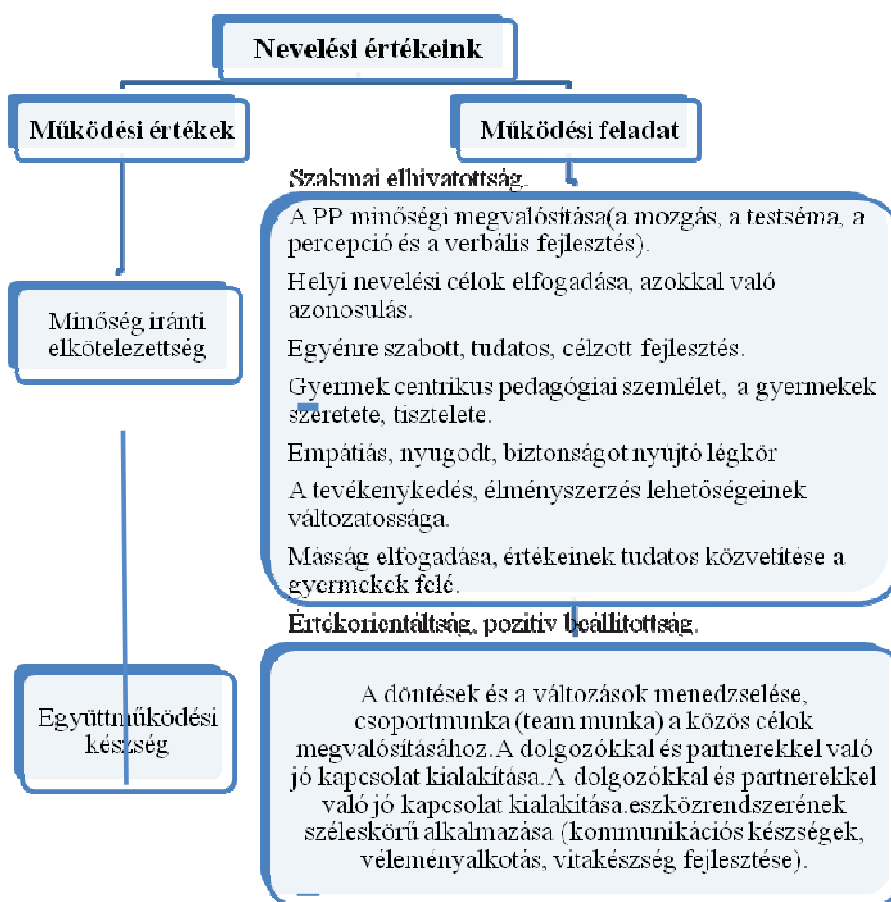 Nevelési értékeink
Működési értékek
Működési feladat
Szakmai elhivatottság.
A PP minőségi megvalósítása(a mozgás, a testséma, a
percepció és a verbális fejlesztés).
Helyi nevelési célok elfogadása, azokkal való
azonosulás.
Egyénre szabott, tudatos, célzott fejlesztés.
Gyermek centrikus pedagógiai szemlélet, a gyermekek
szeretete, tisztelete.
Empátiás, nyugodt, biztonságot nyújtó légkör
A tevékenykedés, élményszerzés lehetőségeinek
változatossága.
Másság elfogadása, értékeinek tudatos közvetítése a
gyermekek felé.
Értékorientáltság, pozitív beállítottság.
Minőség iránti
elkötelezettség
Együttműködési
készség
A döntések és a változások menedzselése,
csoportmunka (team munka) a közös célok
megvalósításához.A dolgozókkal és partnerekkel való
jó kapcsolat kialakítása.A dolgozókkal és partnerekkel
való jó kapcsolat kialakítása.eszközrendszerének
széleskörű alkalmazása (kommunikációs készségek,
véleményalkotás, vitakészség fejlesztése).